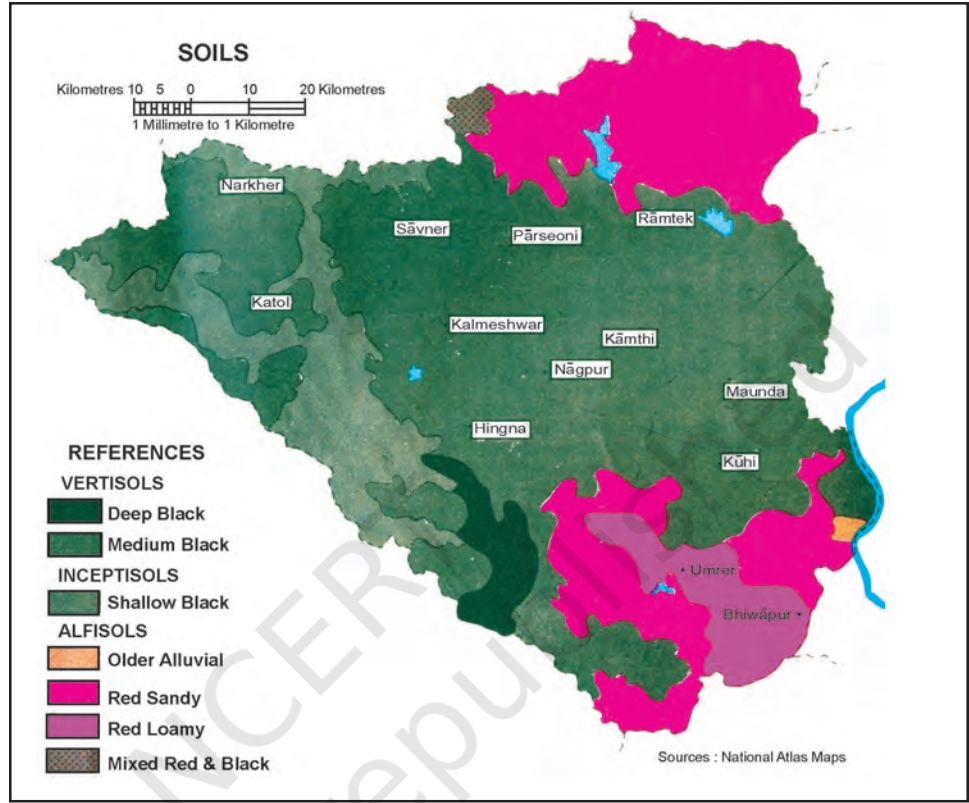 SOILS
Kilometres 10 5 0 10 20 Kilometres
1 Millimetre to 1 Kilometre
Narkher
Sāvner
Pārseoni
Rāmtek
Katol
Kalmeshwar
Kāmthi
Nāgpur
Maunda
Hingna
Kūhi
Umrer
Bhiwāpur
REFERENCES
VERTISOLS
Deep Black
Medium Black
INCEPTISOLS
Shallow Black
ALFISOLS
Older Alluvial
Red Sandy
Red Loamy
Mixed Red & Black
Sources : National Atlas Maps
NCERT
republished